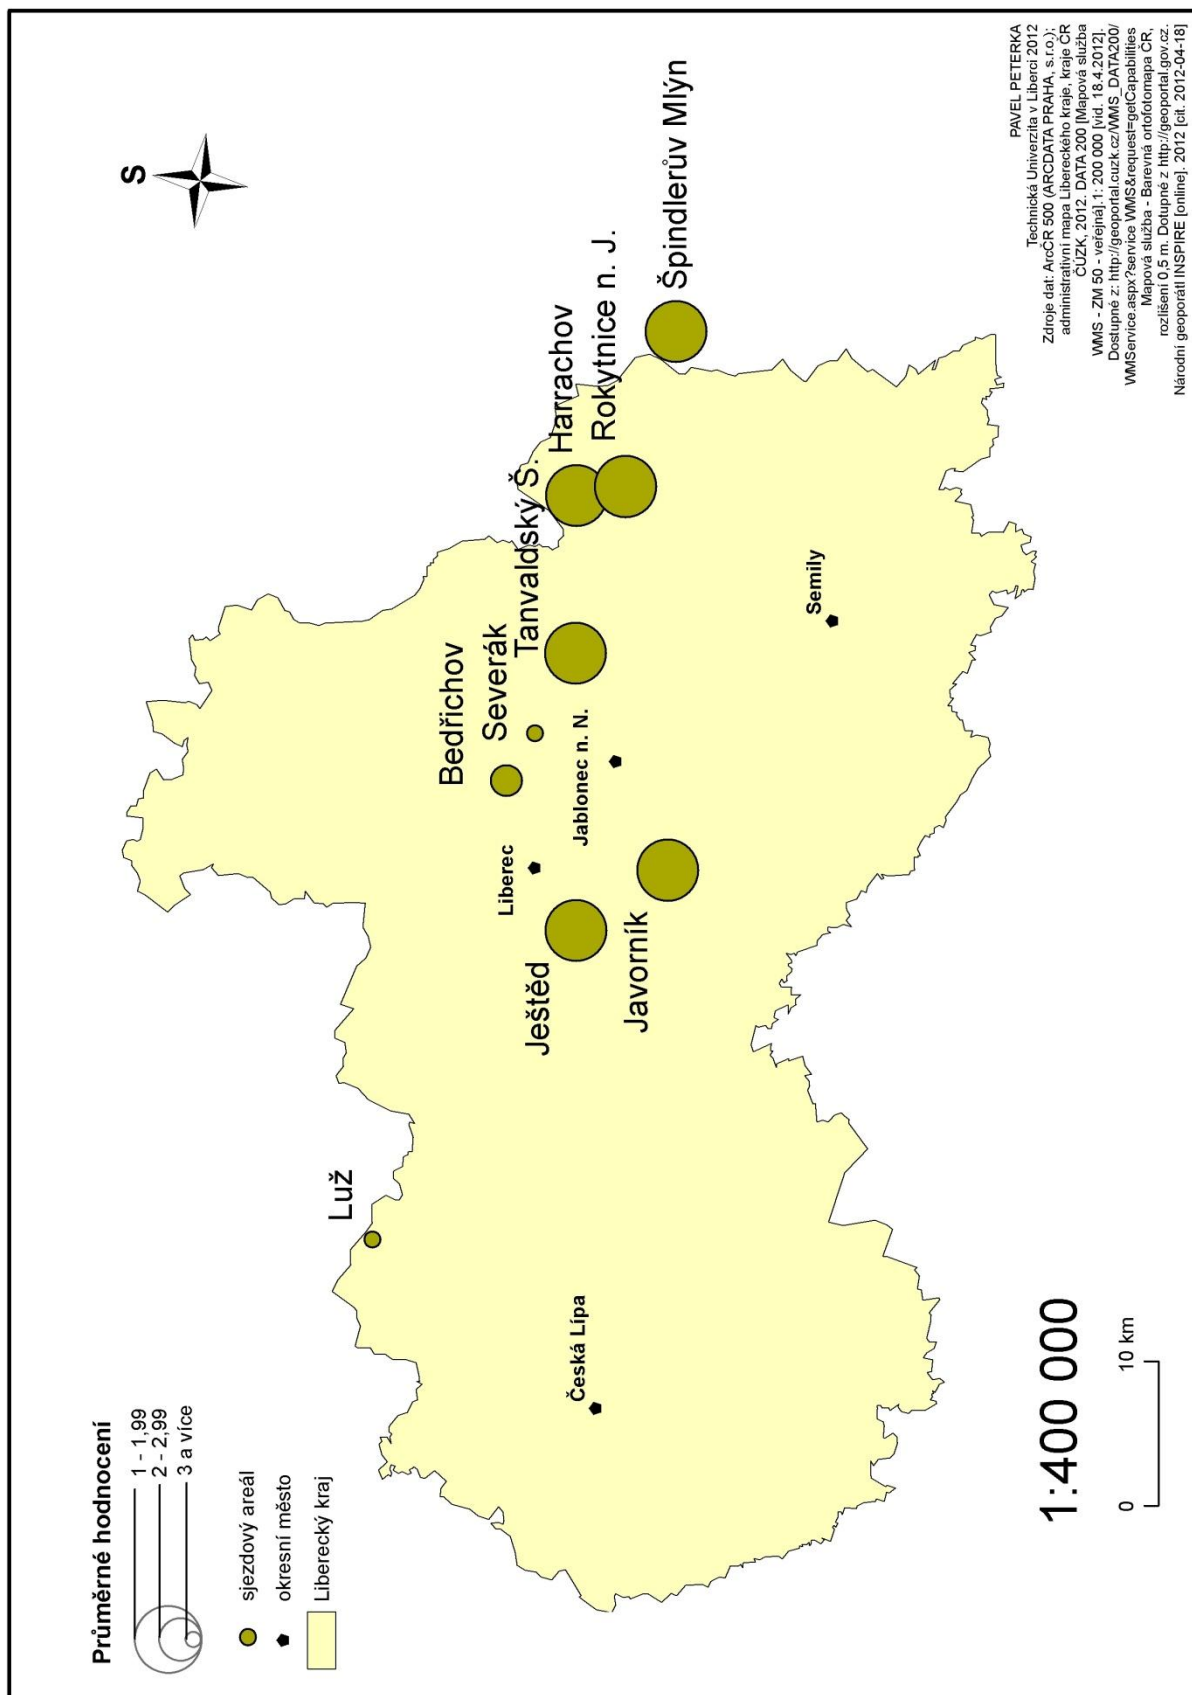 Průměrné hodnocení
1 - 1,99
2 - 2,99
3 a více
sjezdový areál
okresní město
Liberecký kraj
S
Luž
Česká Lípa
Ještěd
Liberec
Javorník
Bedřichov
Severák
Jablonec n. N.
Tanvaldský Š.
Harrachov
Rokytnice n. J.
Špindlerův Mlýn
Semily
1:400 000
0 10 km
PAVEL PETERKA
Technická Univerzita v Liberci 2012
Zdroje dat: ArcČR 500 (ARCDATA PRAHA, s.r.o.);
administrativní mapa Libereckého kraje, kraje ČR
ČÚZK, 2012. DATA 200 [Mapová služba
WMS - ZM 50 - veřejná].1: 200 000 [vid. 18.4.2012].
Dostupné z: http://geoportal.cuzk.cz/WMS_DATA200/
WMService.aspx?service WMS&request=getCapabilities
Mapová služba - Barevná ortofotomapa ČR,
rozlišení 0,5 m. Dotupné z http://geoportal.gov.cz.
Národní geoporátl INSPIRE [online]. 2012 [cit. 2012-04-18]